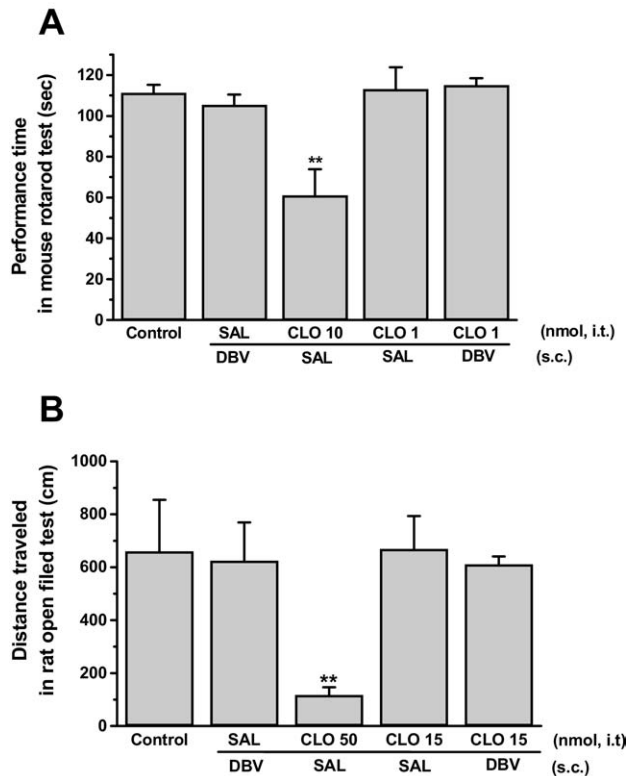 A
Performance time
in mouse rotarod test (sec)
120
100
80
60
40
20
0
**
Control SAL CLO 10 CLO 1 CLO 1 (nmol, i.t.)
DBV SAL SAL DBV (s.c.)
B
Distance traveled
in rat open filed test (cm)
1000
800
600
400
200
0
**
Control SAL CLO 50 CLO 15 CLO 15 (nmol, i.t)
DBV SAL SAL DBV (s.c.)